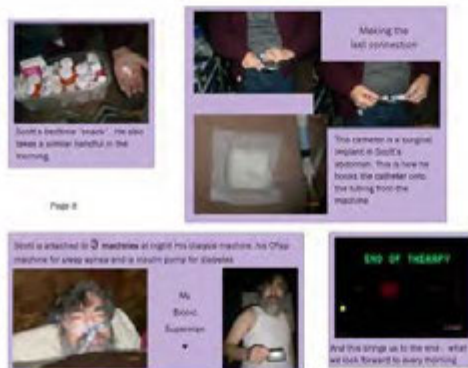 Making the
last connection
Scott's bedtime "snack". He also
takes a similar handful in the
morning.
This catheter is a surgical
implant in Scott's
abdomen. This is how he
hooks the catheter onto
the tubing from the
machine
Page 8
Scott is attached to 3 machines at night! His dialysis machine, his CPap
machine for sleep apnea and is insulin pump for diabetes
My
Bionic
Superman
♥
END OF THERAPY
And this brings us to the end - what
we look forward to every morning